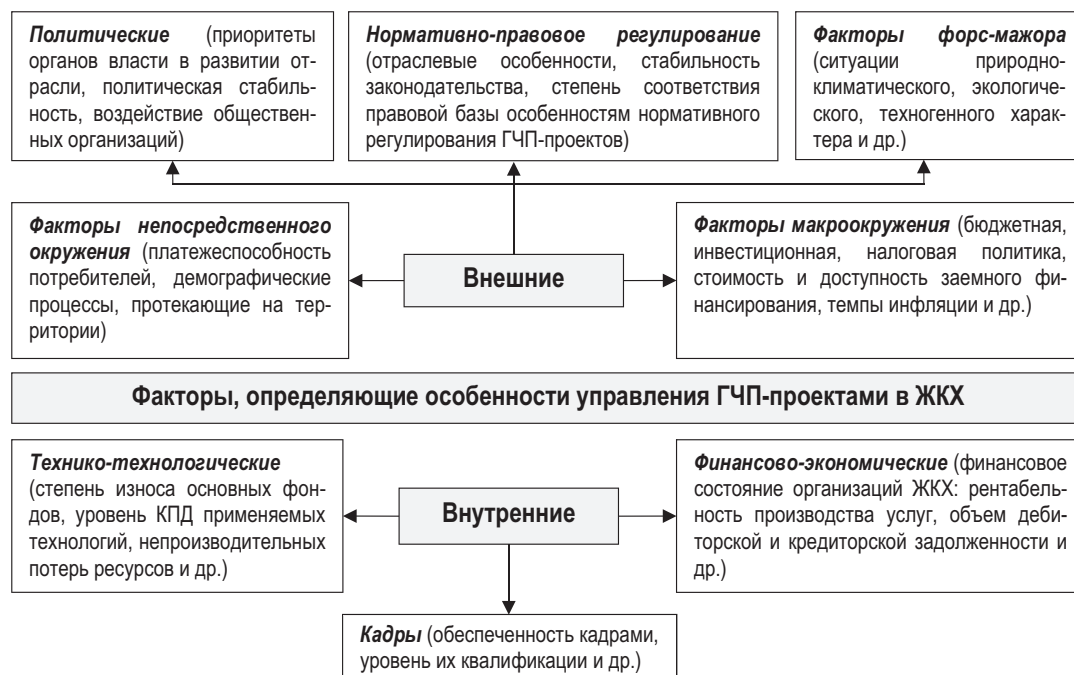 Политические (приоритеты
органов власти в развитии от-
расли, политическая стабиль-
ность, воздействие обществен-
ных организаций)
Нормативно-правовое регулирование
(отраслевые особенности, стабильность
законодательства, степень соответствия
правовой базы особенностям нормативного
регулирования ГЧП-проектов)
Факторы форс-мажора
(ситуации природно-
климатического, экологиче-
ского, техногенного харак-
тера и др.)
Факторы непосредственного
окружения (платежеспособность
потребителей, демографические
процессы, протекающие на тер-
ритории)
Внешние
Факторы макроокружения (бюджетная,
инвестиционная, налоговая политика,
стоимость и доступность заемного фи-
нансирования, темпы инфляции и др.)
Факторы, определяющие особенности управления ГЧП-проектами в ЖКХ
Технико-технологические
(степень износа основных фон-
дов, уровень КПД применяемых
технологий, непроизводительных
потерь ресурсов и др.)
Внутренние
Финансово-экономические (финансовое
состояние организаций ЖКХ: рентабель-
ность производства услуг, объем деби-
торской и кредиторской задолженности и
др.)
Кадры (обеспеченность кадрами,
уровень их квалификации и др.)